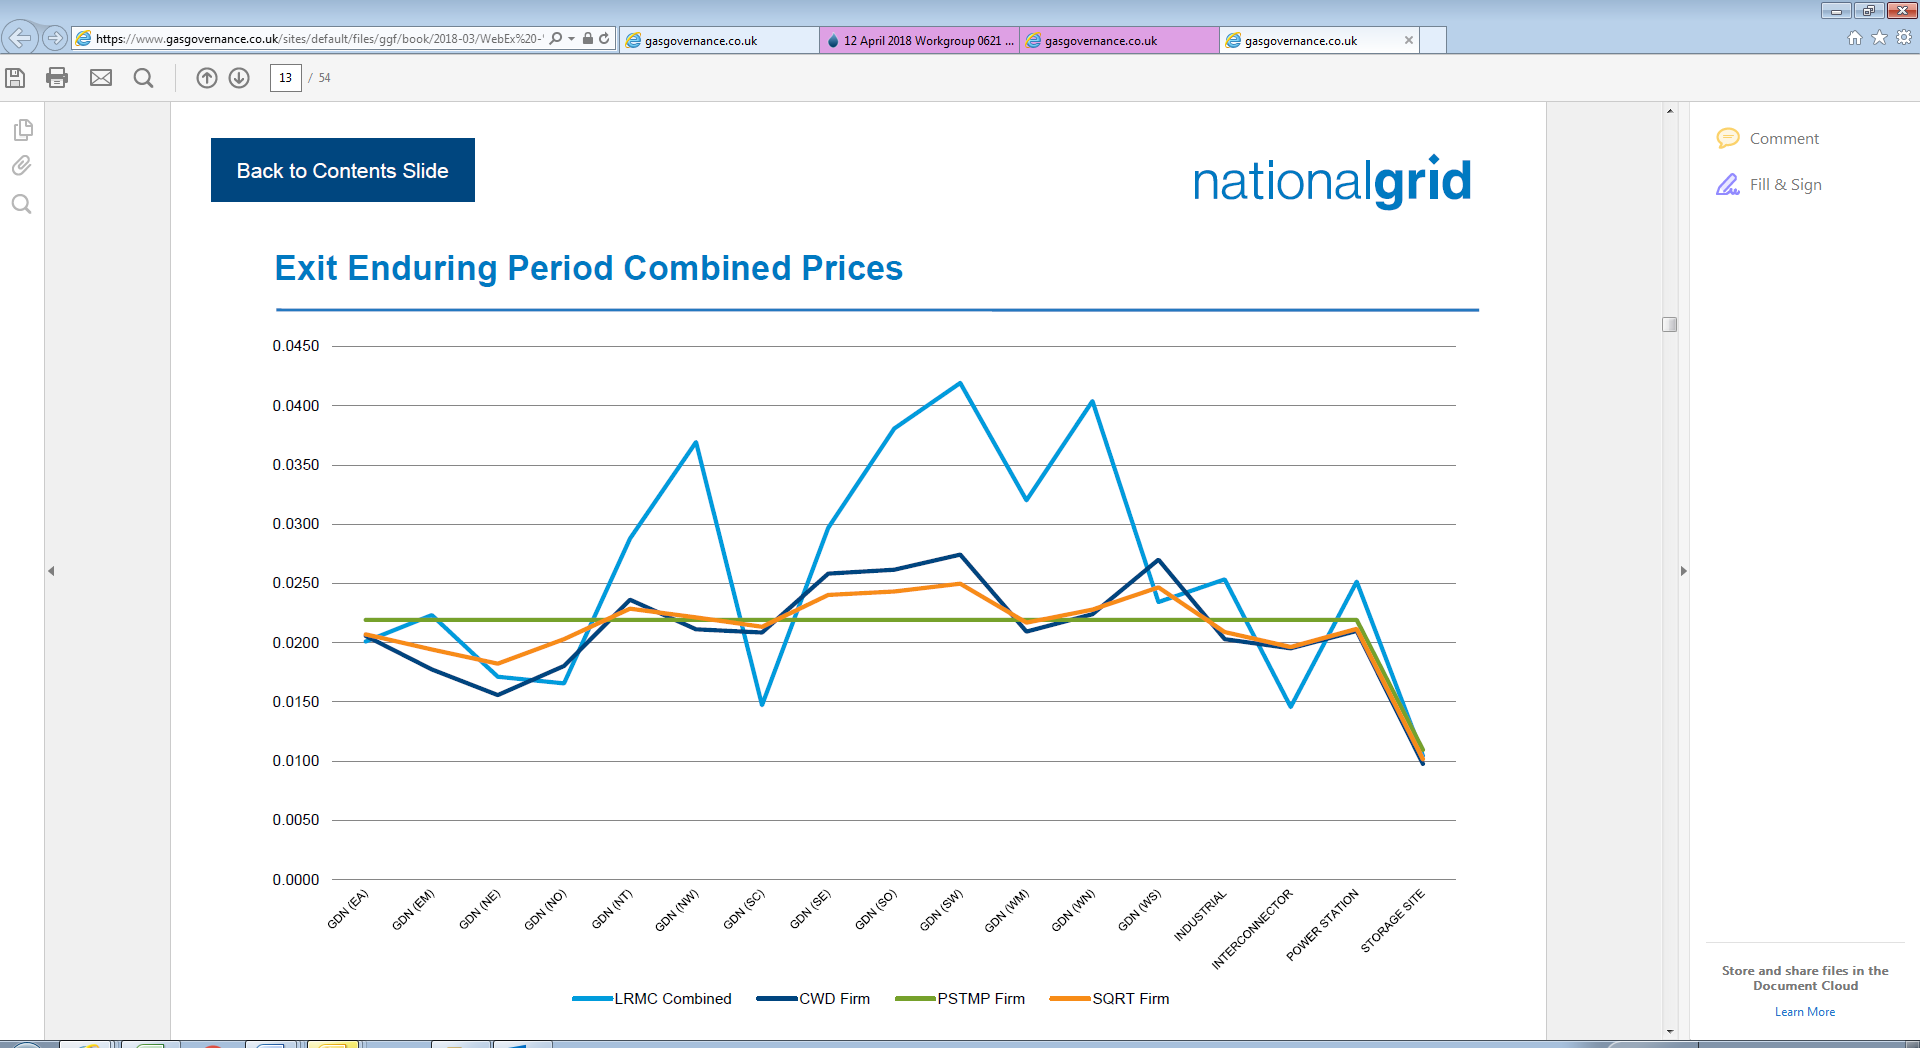 https://www.gasgovernance.co.uk/sites/default/files/ggf/book/2018-03/WebEx%20-'
gasgovernance.co.uk
12 April 2018 Workgroup 0621 ...
gasgovernance.co.uk
gasgovernance.co.uk
13 / 54
Comment
Fill & Sign
Back to Contents Slide
nationalgrid
Exit Enduring Period Combined Prices
0.0450
0.0400
0.0350
0.0300
0.0250
0.0200
0.0150
0.0100
0.0050
0.0000
GDN (EA)
GDN (EM)
GDN (NE)
GDN (NO)
GDN (NT)
GDN (NW)
GDN (SC)
GDN (SE)
GDN (SO)
GDN (SW)
GDN (WM)
GDN (WN)
GDN (WS)
INDUSTRIAL
INTERCONNECTOR
POWER STATION
STORAGE SITE
LRMC Combined
CWD Firm
PSTMP Firm
SQRT Firm
Store and share files in the
Document Cloud
Learn More